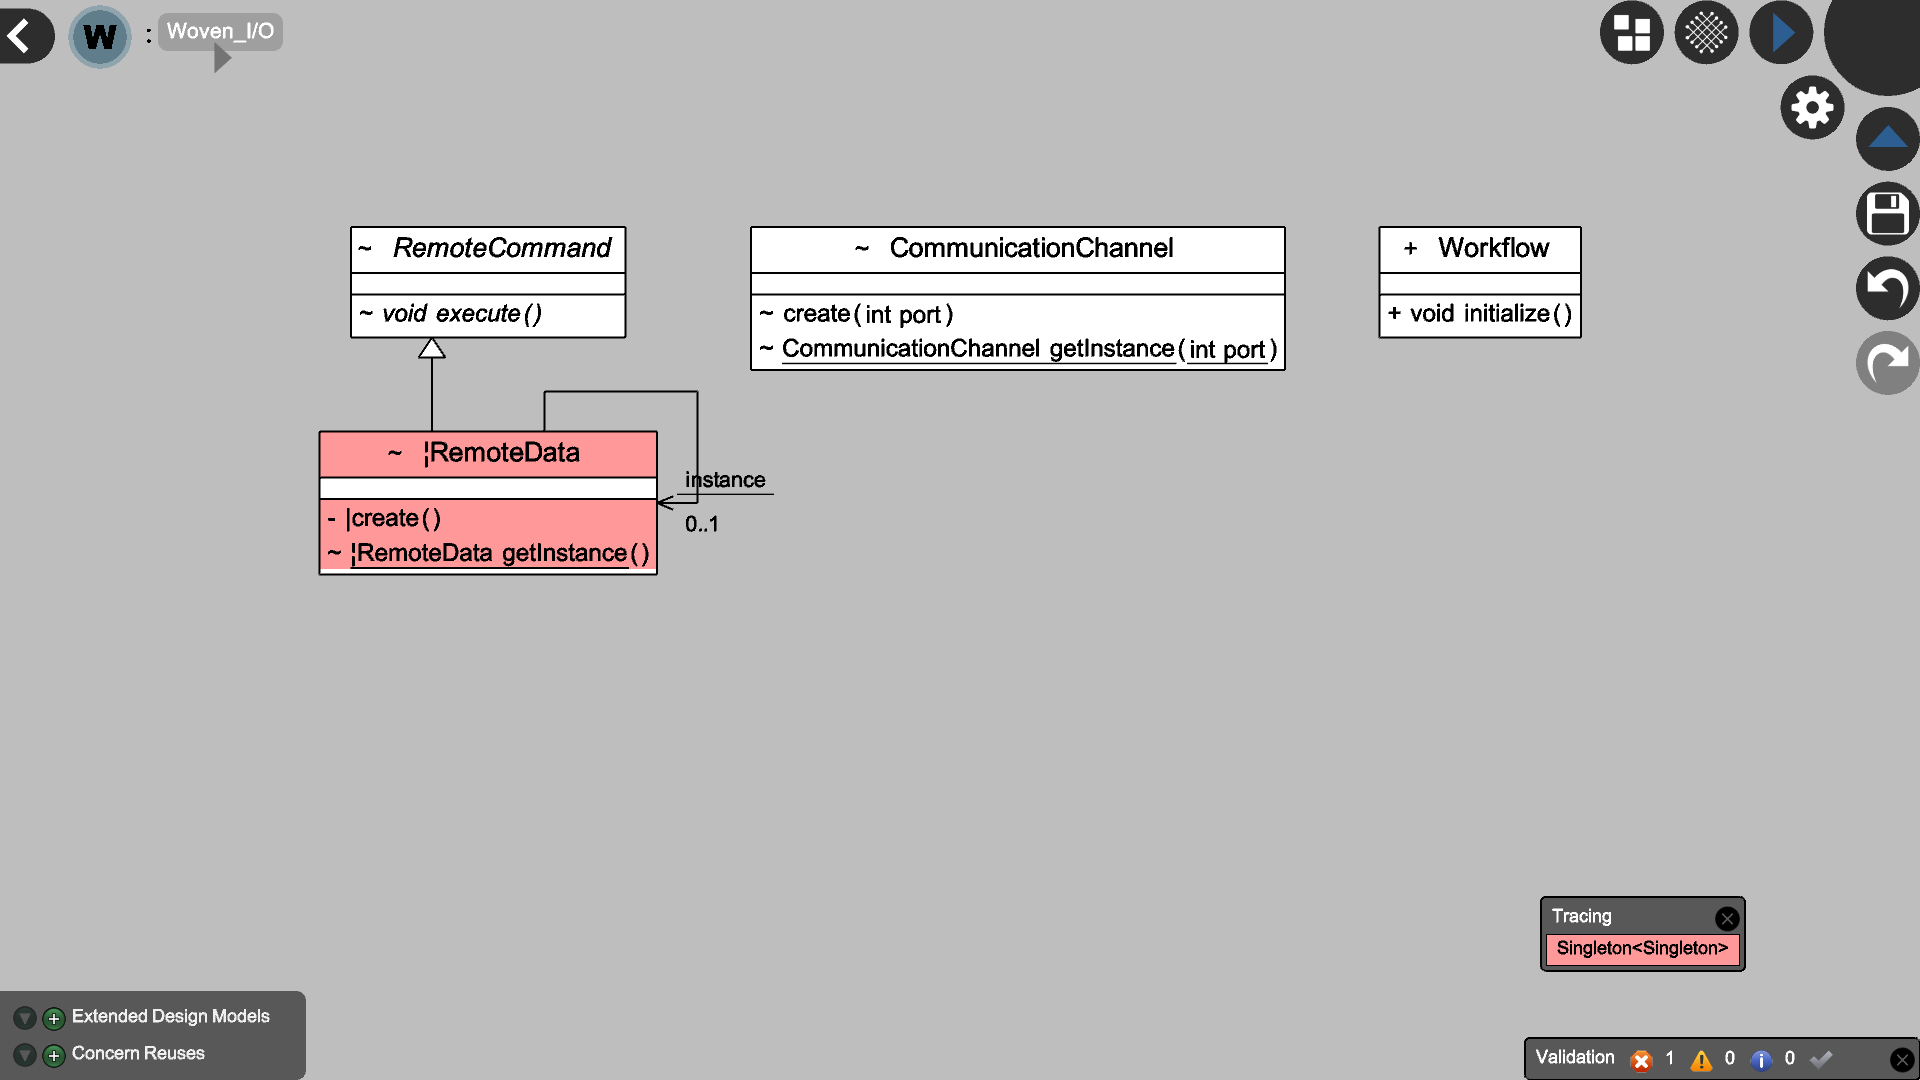 W : Woven_I/O
~ RemoteCommand
~ void execute()
~ CommunicationChannel
~ create(int port)
~ CommunicationChannel getInstance(int port)
+ Workflow
+ void initialize()
~ ¦RemoteData
- |create()
~ ¦RemoteData getInstance()
instance
0..1
Tracing
Singleton<Singleton>
Extended Design Models
Concern Reuses
Validation 1 0 0